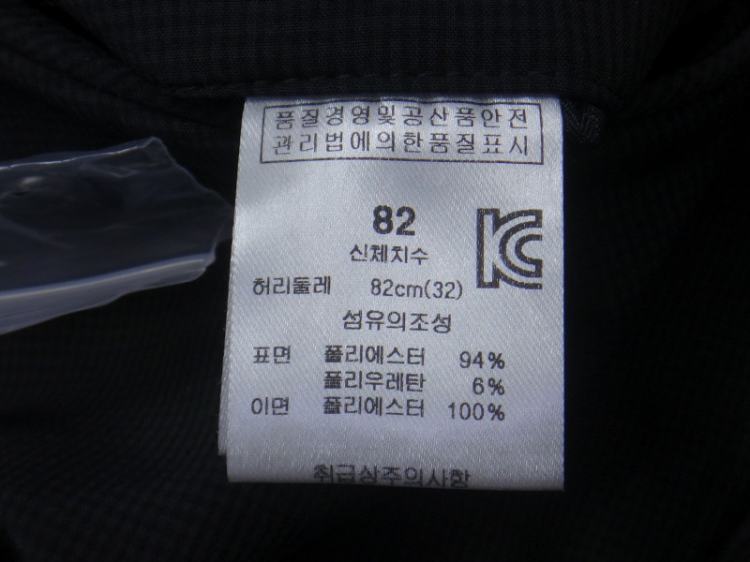 품질경영및공산품안전
관리법에의한품질표시
82
신체치수
허리둘레 82cm(32)
섬유의조성
표면 폴리에스터 94%
폴리우레탄 6%
이면 폴리에스터 100%
취급상주의사항